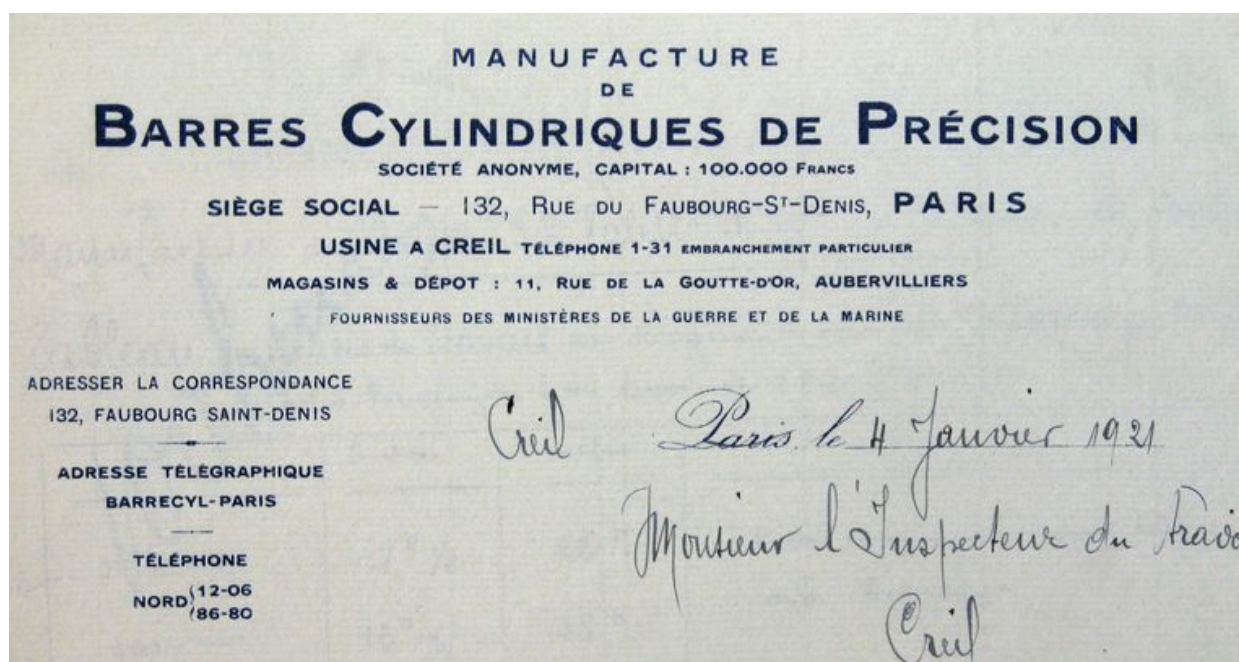 MANUFACTURE
DE
BARRES CYLINDRIQUES DE PRÉCISION
SOCIÉTÉ ANONYME, CAPITAL : 100.000 FRANCS
SIÈGE SOCIAL – 132, RUE DU FAUBOURG-ST-DENIS, PARIS
USINE A CREIL TÉLÉPHONE 1-31 EMBRANCHEMENT PARTICULIER
MAGASINS & DÉPOT : 11, RUE DE LA GOUTTE-D'OR, AUBERVILLIERS
FOURNISSEURS DES MINISTÈRES DE LA GUERRE ET DE LA MARINE
ADRESSER LA CORRESPONDANCE
132, FAUBOURG SAINT-DENIS
ADRESSE TÉLÉGRAPHIQUE
BARRECYL-PARIS
TÉLÉPHONE
NORD 12-06
86-80
Creil Paris, le 4 Janvier 1921
Monsieur l'Inspecteur du
Creil